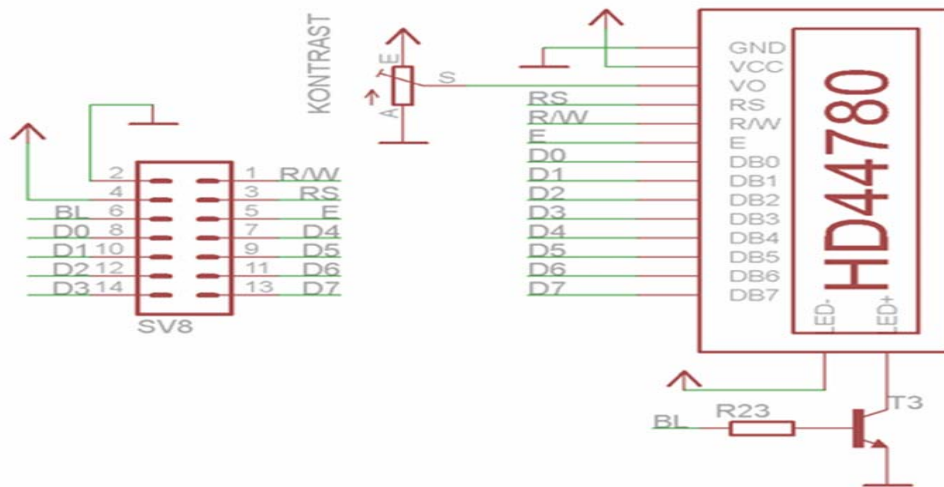 KONTRAST
E
S
A
GND
VCC
VO
RS
R/W
E
DB0
DB1
DB2
DB3
DB4
DB5
DB6
DB7
RS
R/W
E
D0
D1
D2
D3
D4
D5
D6
D7
HD44780
LED-
LED+
2 1 R/W
4 3 RS
BL 6 5 E
D0 8 7 D4
D1 10 9 D5
D2 12 11 D6
D3 14 13 D7
SV8
BL R23 T3